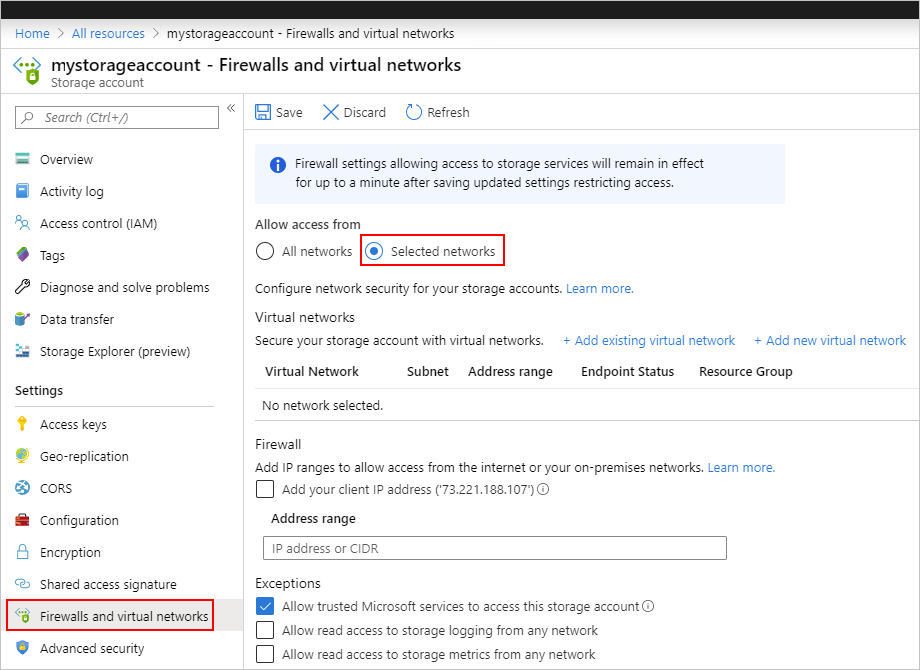 Home > All resources > mystorageaccount - Firewalls and virtual networks
mystorageaccount - Firewalls and virtual networks
Storage account
Search (Ctrl+/)
«
Overview
Activity log
Access control (IAM)
Tags
Diagnose and solve problems
Data transfer
Storage Explorer (preview)
Settings
Access keys
Geo-replication
CORS
Configuration
Encryption
Shared access signature
Firewalls and virtual networks
Advanced security
Save Discard Refresh
Firewall settings allowing access to storage services will remain in effect
for up to a minute after saving updated settings restricting access.
Allow access from
All networks Selected networks
Configure network security for your storage accounts. Learn more.
Virtual networks
Secure your storage account with virtual networks. + Add existing virtual network + Add new virtual network
Virtual Network Subnet Address range Endpoint Status Resource Group
No network selected.
Firewall
Add IP ranges to allow access from the internet or your on-premises networks. Learn more.
Add your client IP address ('73.221.188.107')
Address range
IP address or CIDR
Exceptions
Allow trusted Microsoft services to access this storage account
Allow read access to storage logging from any network
Allow read access to storage metrics from any network